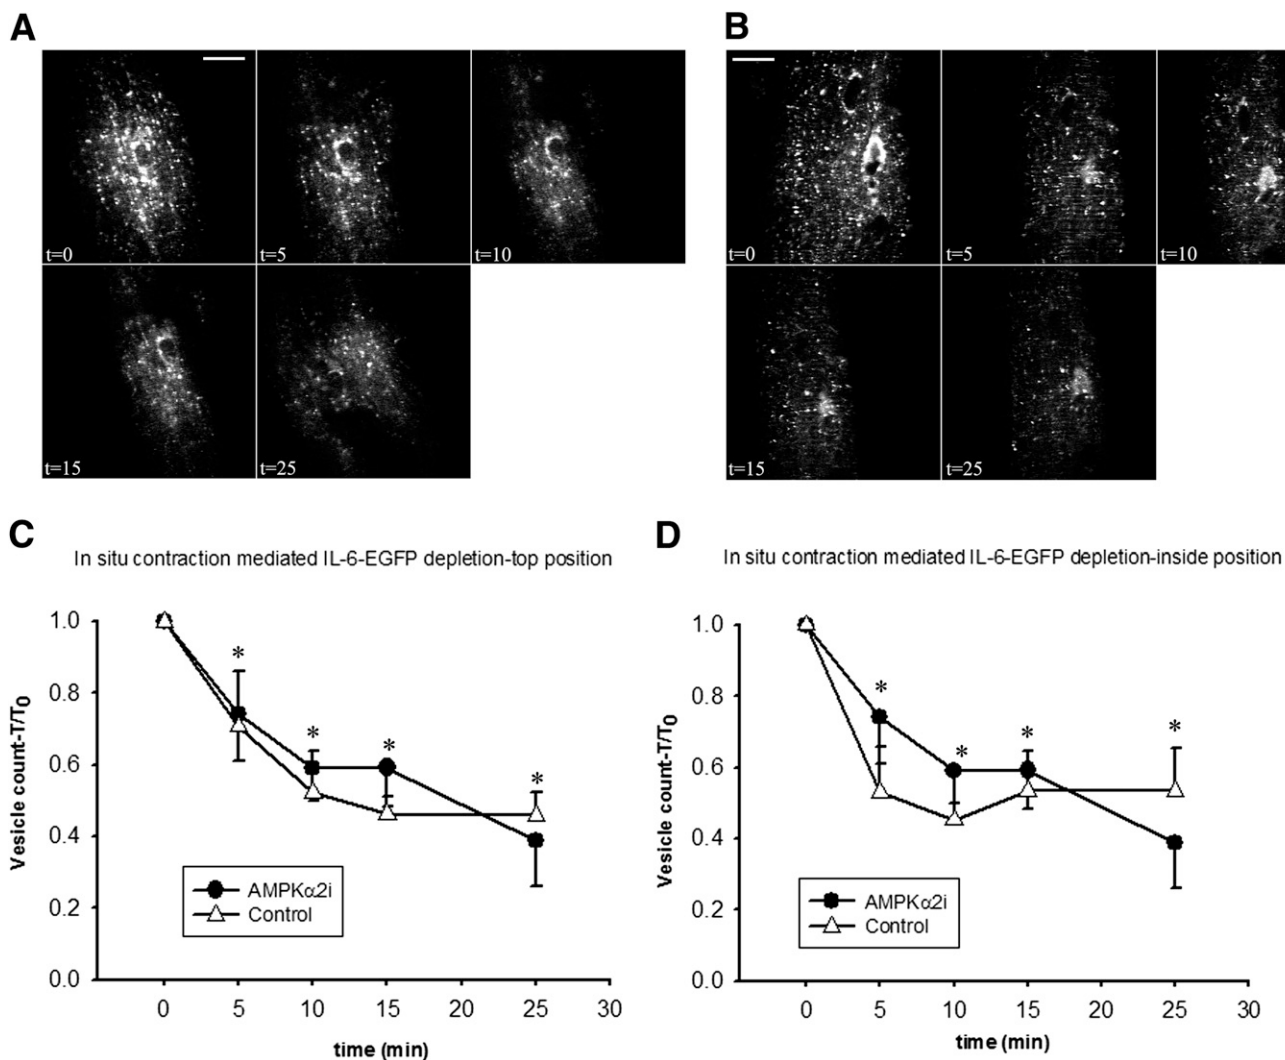 A
B
t=0
t=5
t=10
t=0
t=5
t=10
t=15
t=25
t=15
t=25
C
In situ contraction mediated IL-6-EGFP depletion-top position
1.0
0.8
0.6
0.4
0.2
0.0
Vesicle count-T/T0
*
*
*
*
AMPKα2i
Control
0 5 10 15 20 25 30
time (min)
D
In situ contraction mediated IL-6-EGFP depletion-inside position
1.0
0.8
0.6
0.4
0.2
0.0
Vesicle count-T/T0
*
*
*
*
AMPKα2i
Control
0 5 10 15 20 25 30
time (min)